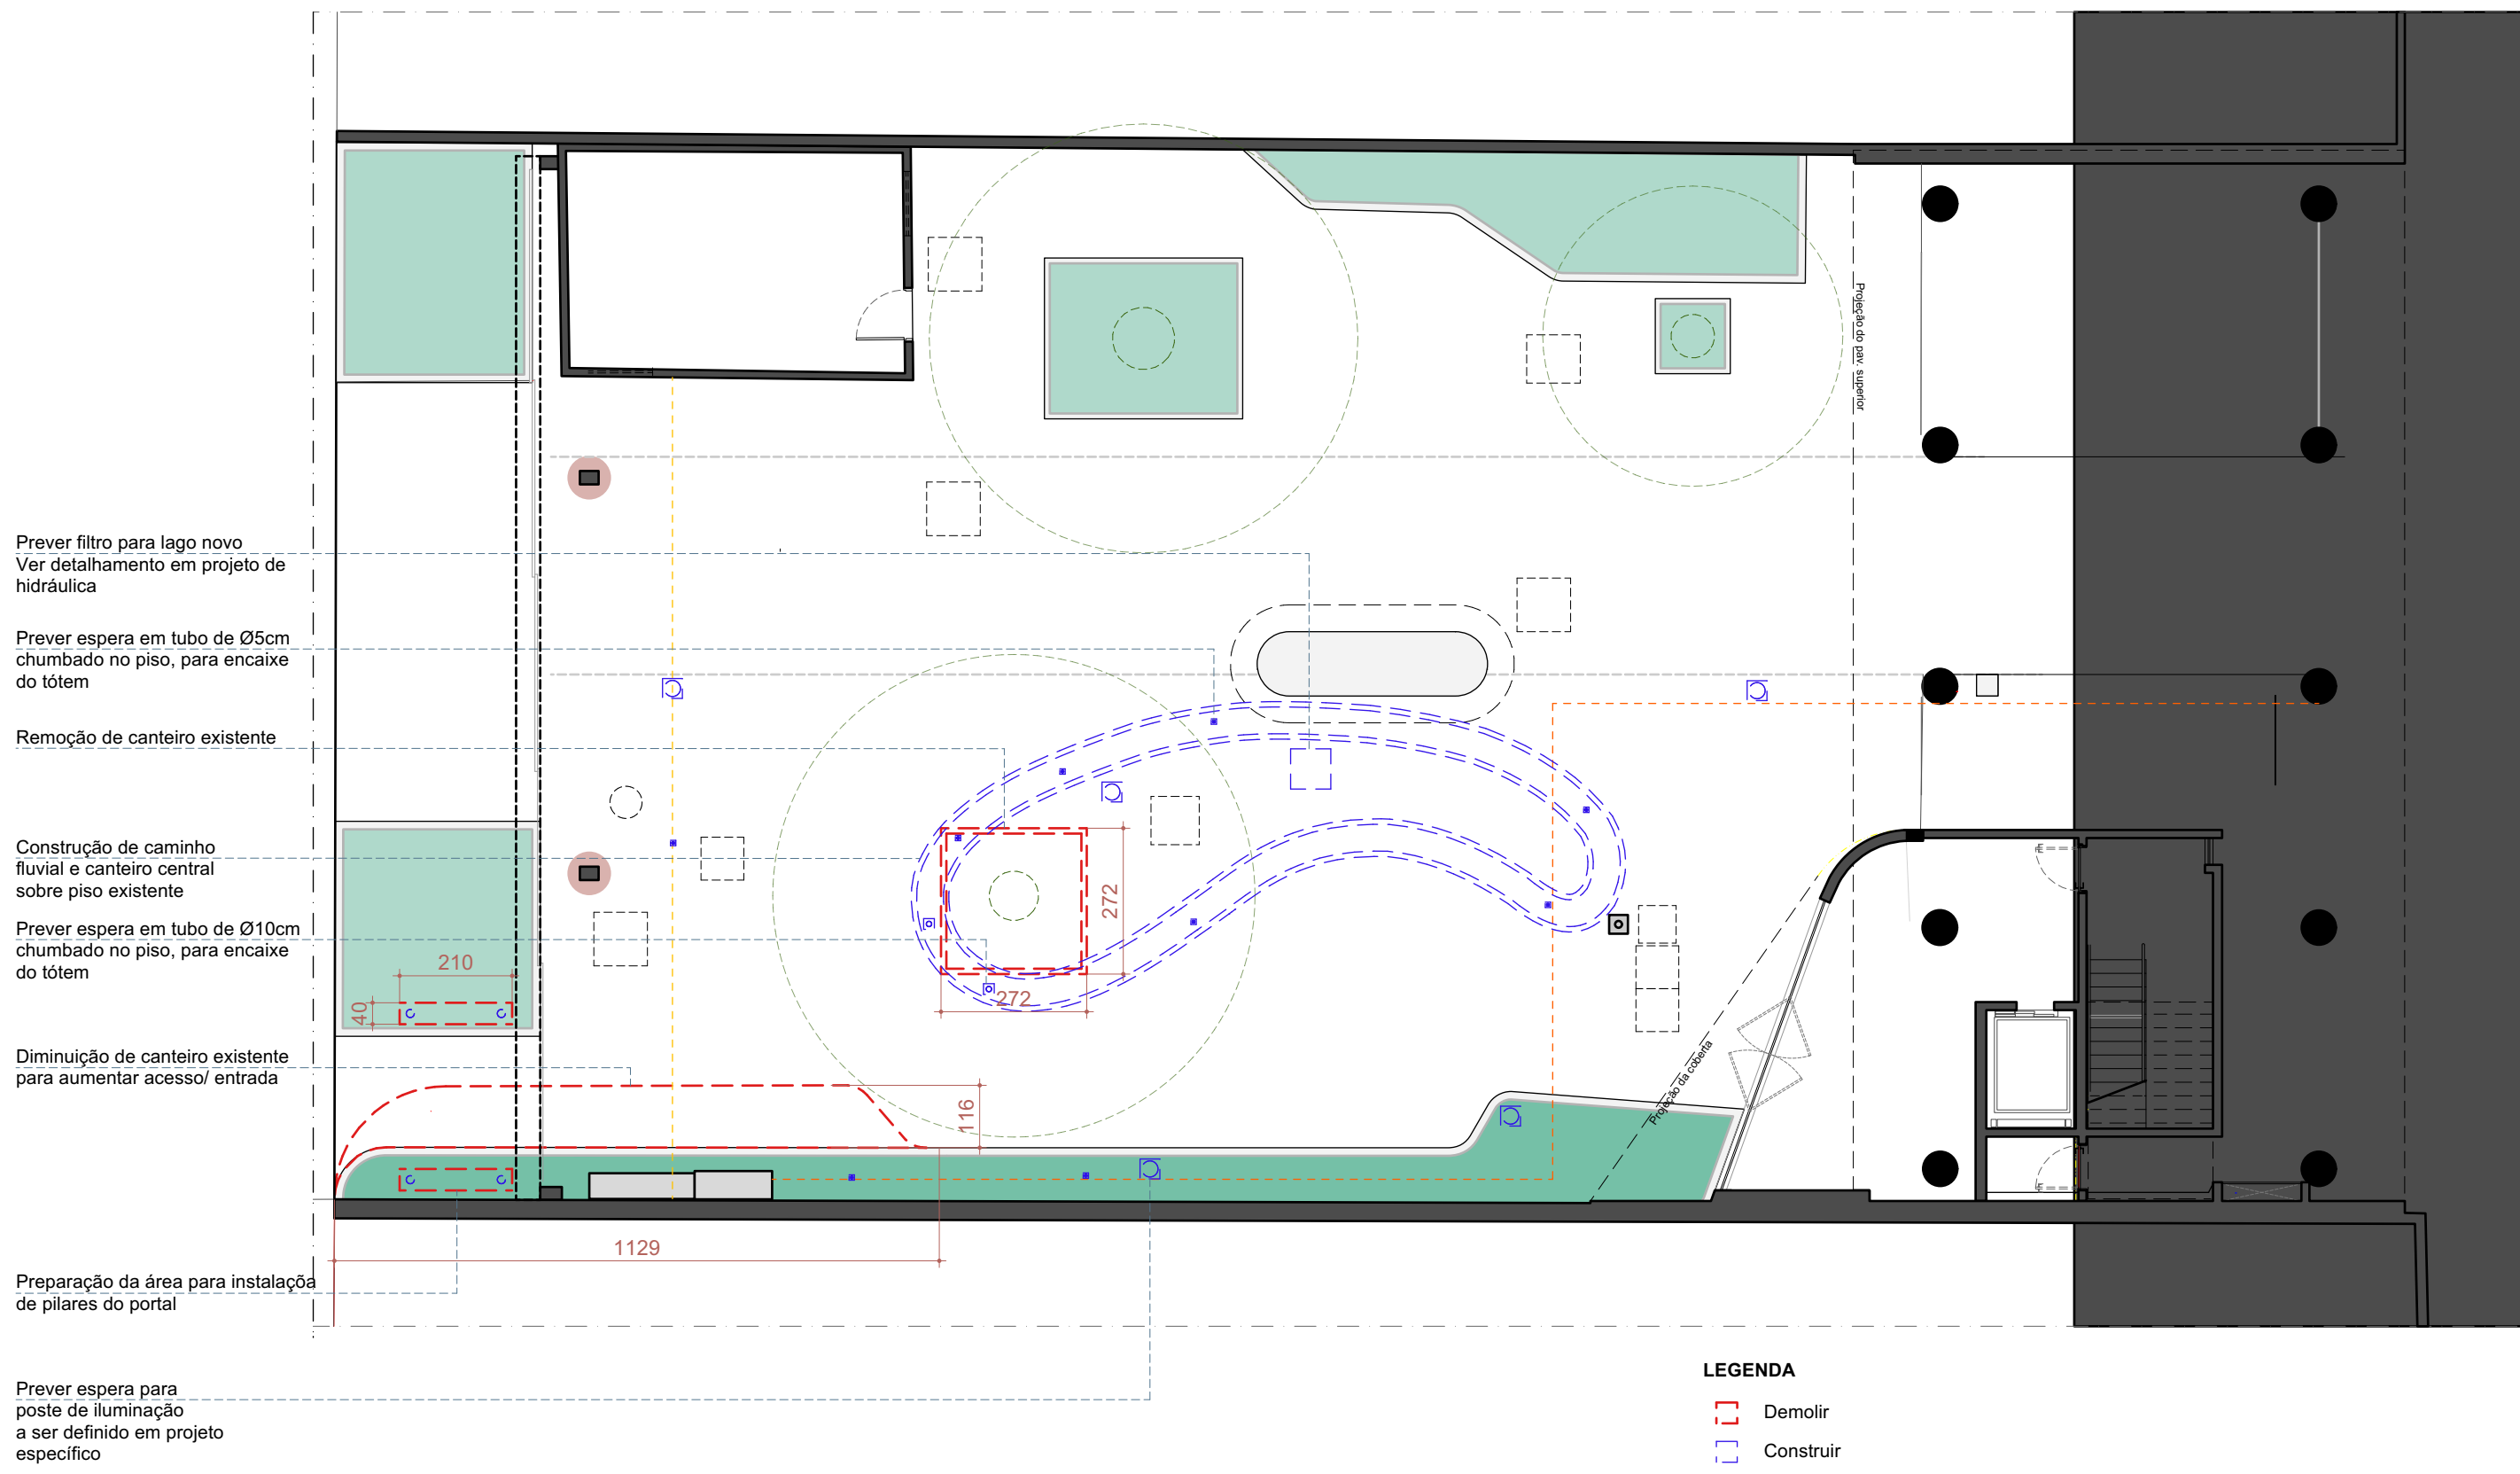 Projeção do pav. superior
Prever filtro para lago novo
Ver detalhamento em projeto de
hidráulica
Prever espera em tubo de Ø5cm
chumbado no piso, para encaixe
do tótem
Remoção de canteiro existente
Construção de caminho
fluvial e canteiro central
sobre piso existente
Prever espera em tubo de Ø10cm
chumbado no piso, para encaixe
do tótem
210
40
272
272
Diminuição de canteiro existente
para aumentar acesso/ entrada
116
Projeção da coberta
1129
Preparação da área para instalaçõa
de pilares do portal
Prever espera para
poste de iluminação
a ser definido em projeto
específico
LEGENDA
Demolir
Construir